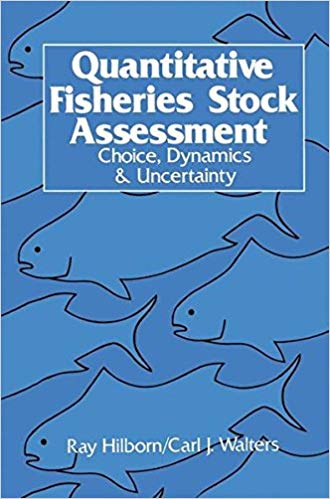 Quantitative
Fisheries Stock
Assessment
Choice, Dynamics
& Uncertainty
Ray Hilborn/Carl J. Walters